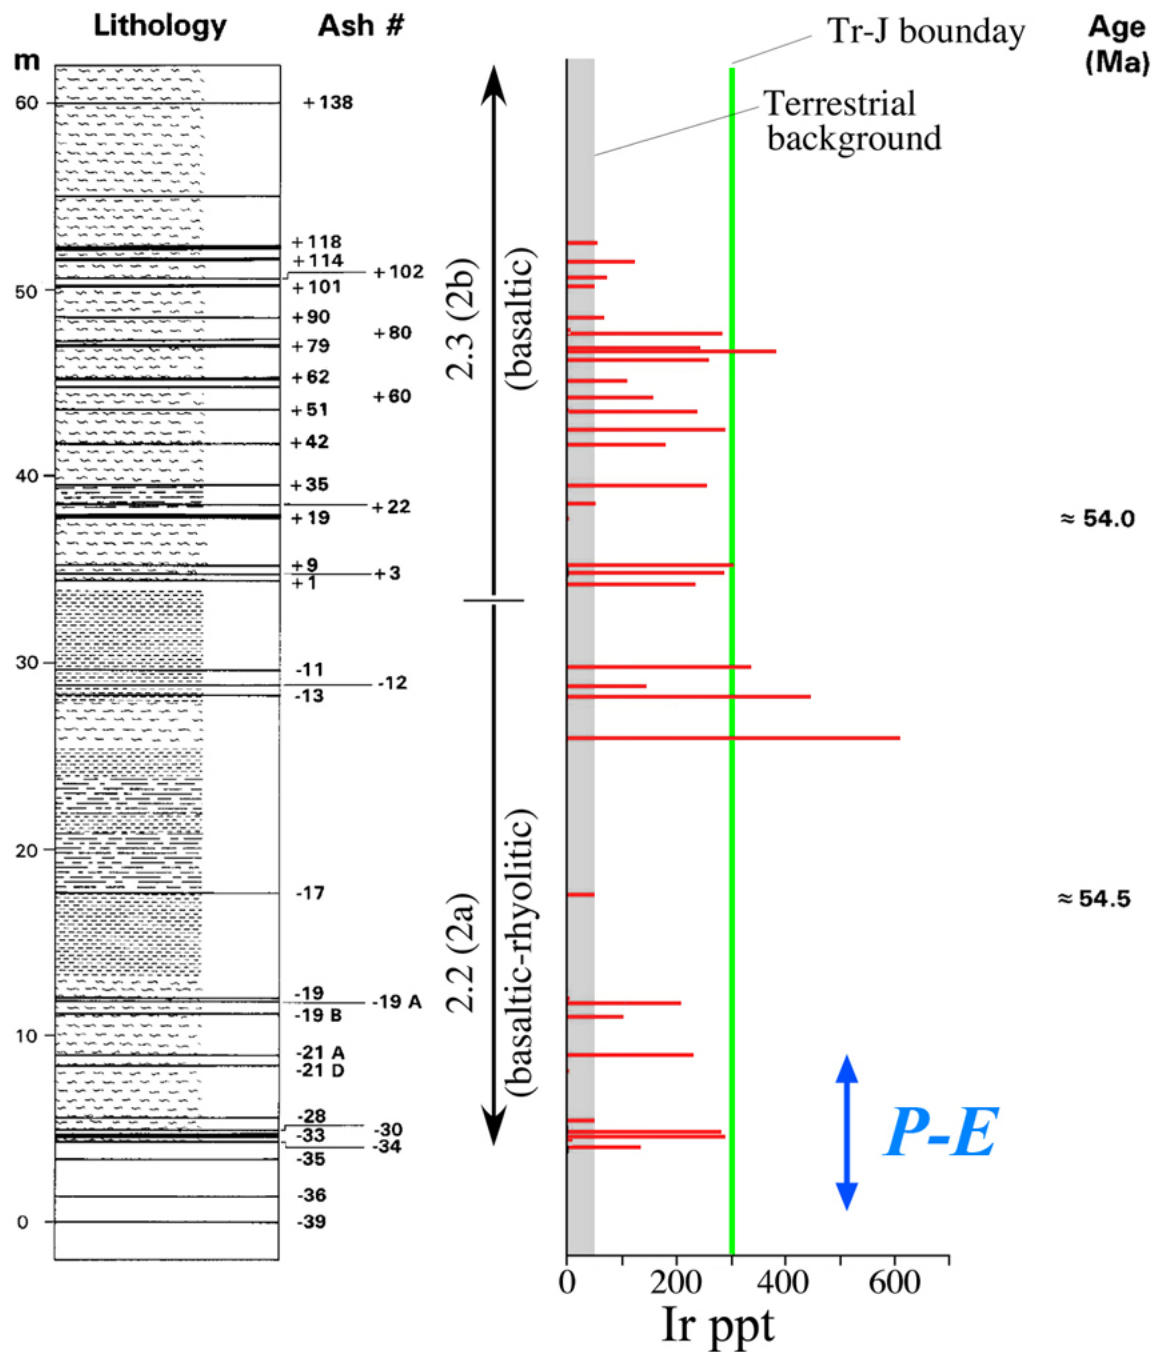 Lithology
Ash #
m
60
50
40
30
20
10
0
+ 138
+ 118
+ 114
+ 102
+ 101
+ 90
+ 80
+ 79
+ 62
+ 60
+ 51
+ 42
+ 35
+ 22
+ 19
+ 9
+ 3
+ 1
-11
-12
-13
-17
-19
-19 A
-19 B
-21 A
-21 D
-28
-30
-33
-34
-35
-36
-39
2.3 (2b)
(basaltic)
2.2 (2a)
(basaltic-rhyolitic)
Tr-J bounday
Terrestrial
background
Age
(Ma)
≈ 54.0
≈ 54.5
P-E
0 200 400 600
Ir ppt